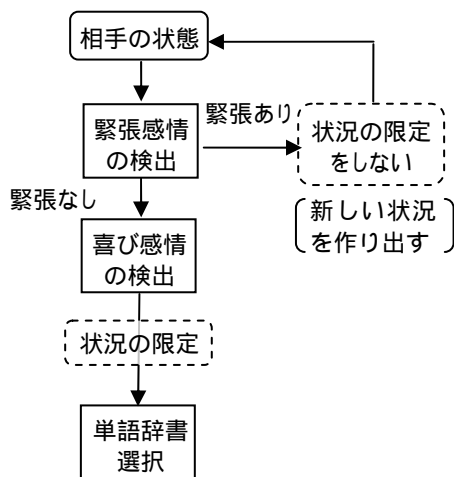 相手の状態
緊張感情
の検出
緊張あり
状況の限定
をしない
新しい状況
を作り出す
緊張なし
喜び感情
の検出
状況の限定
単語辞書
選択